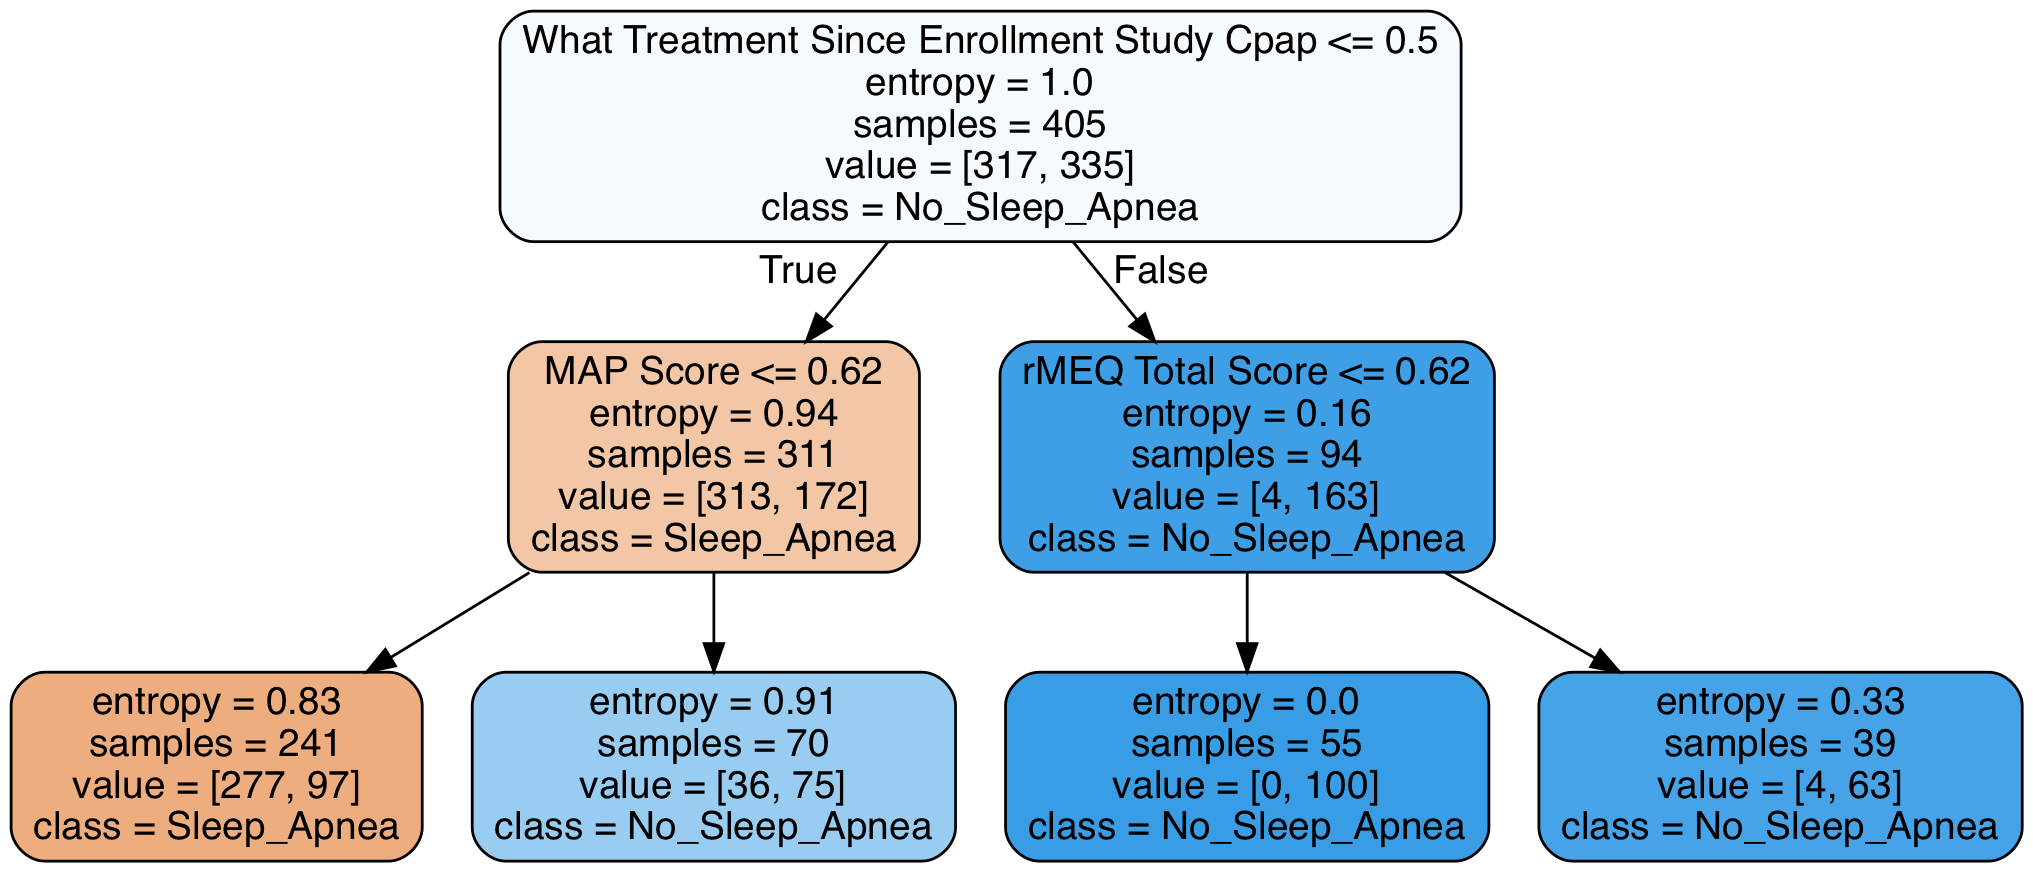 What Treatment Since Enrollment Study Cpap <= 0.5
entropy = 1.0
samples = 405
value = [317, 335]
class = No_Sleep_Apnea
True
False
MAP Score <= 0.62
entropy = 0.94
samples = 311
value = [313, 172]
class = Sleep_Apnea
rMEQ Total Score <= 0.62
entropy = 0.16
samples = 94
value = [4, 163]
class = No_Sleep_Apnea
entropy = 0.83
samples = 241
value = [277, 97]
class = Sleep_Apnea
entropy = 0.91
samples = 70
value = [36, 75]
class = No_Sleep_Apnea
entropy = 0.0
samples = 55
value = [0, 100]
class = No_Sleep_Apnea
entropy = 0.33
samples = 39
value = [4, 63]
class = No_Sleep_Apnea